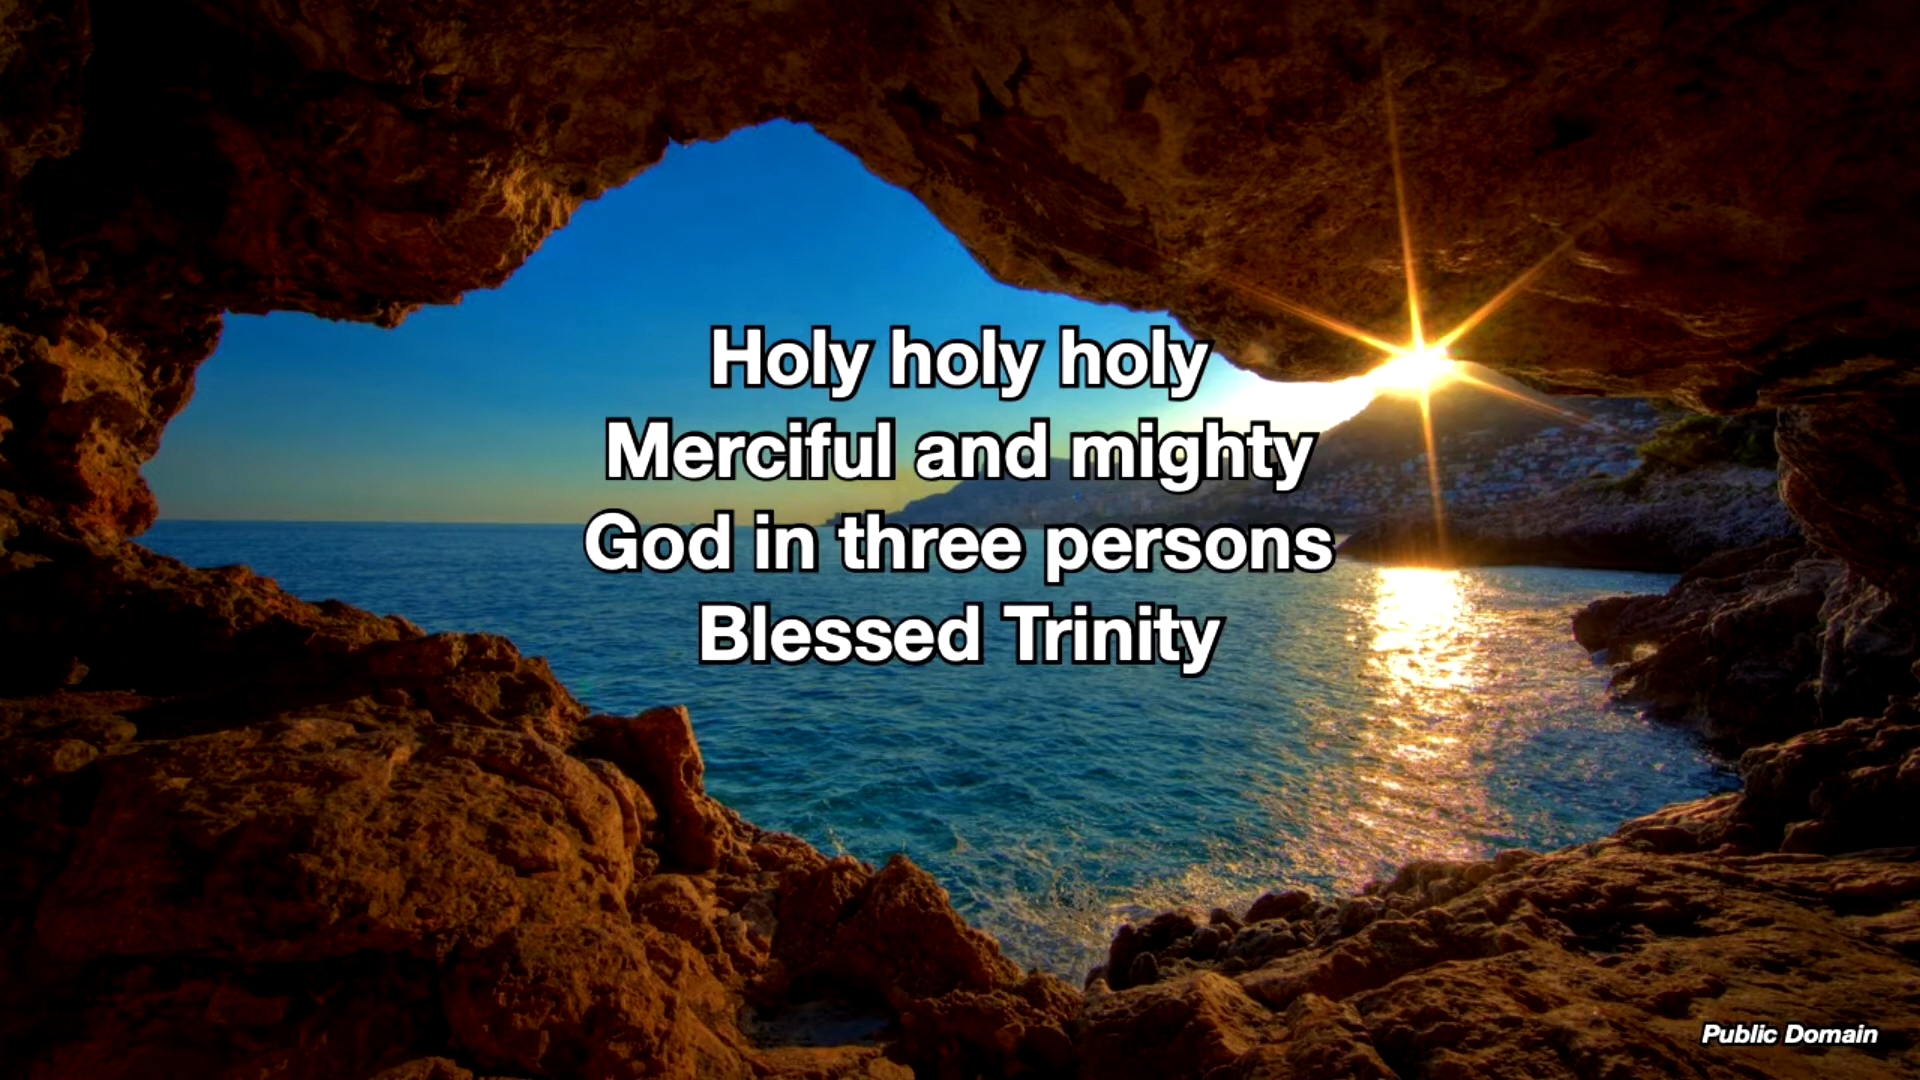 Holy holy holy
Merciful and mighty
God in three persons
Blessed Trinity
Public Domain